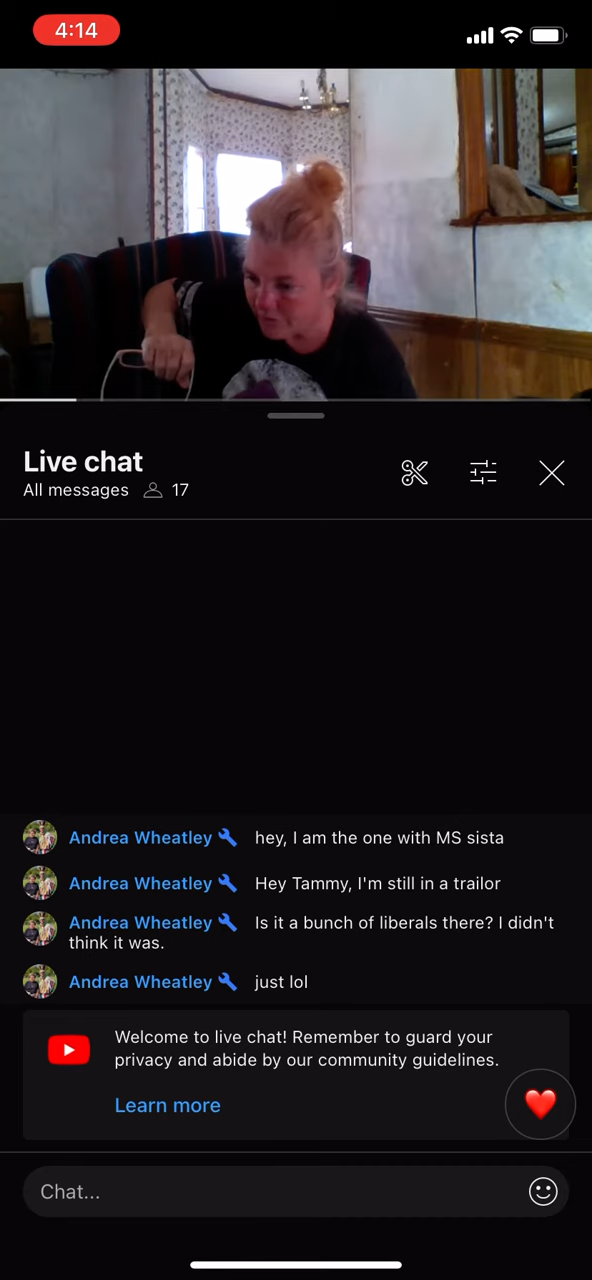 4:14
Live chat
All messages 17
Andrea Wheatley hey, I am the one with MS sista
Andrea Wheatley Hey Tammy, I'm still in a trailor
Andrea Wheatley Is it a bunch of liberals there? I didn't
think it was.
Andrea Wheatley just lol
Welcome to live chat! Remember to guard your
privacy and abide by our community guidelines.
Learn more
Chat...